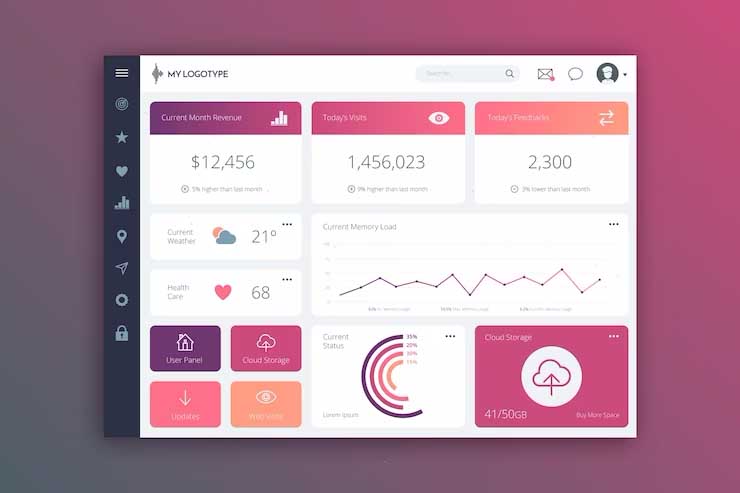 MY LOGOTYPE
Search for...
Current Month Revenue
Today's Visits
Today's Feedbacks
$12,456
1,456,023
2,300
5% higher than last month
9% higher than last month
3% lower than last month
Current
Weather
21°
Current Memory Load
Health
Care
68
User Panel
Cloud Storage
Updates
Web Visits
Current
Status
35%
20%
30%
15%
Lorem Ipsum
Cloud Storage
41/50GB
Buy More Space